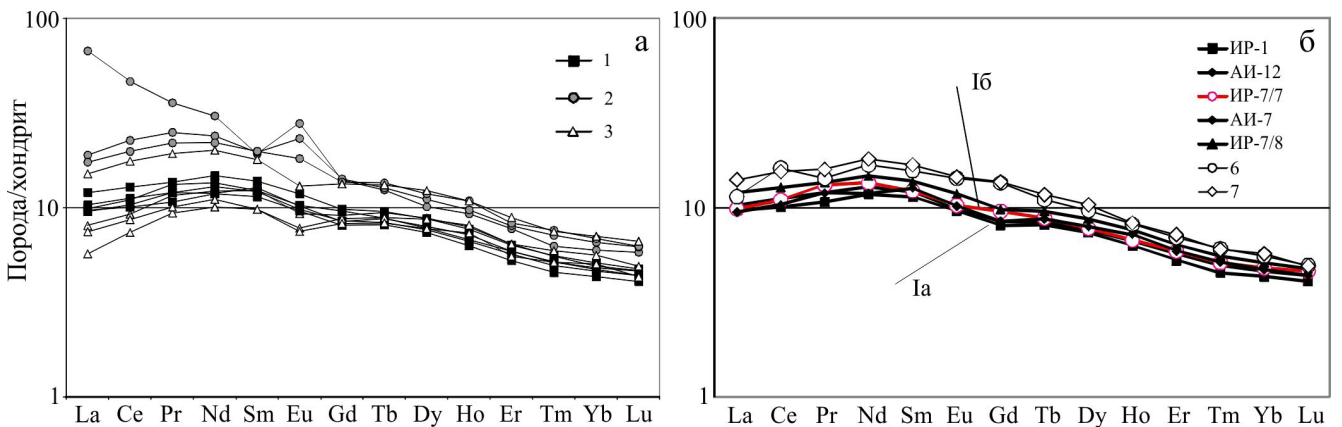 100
10
1
Порода/хондрит
а
1
2
3
La Ce Pr Nd Sm Eu Gd Tb Dy Ho Er Tm Yb Lu
100
10
1
б
ИР-1
АИ-12
ИР-7/7
АИ-7
ИР-7/8
6
7
Iб
Iа
La Ce Pr Nd Sm Eu Gd Tb Dy Ho Er Tm Yb Lu